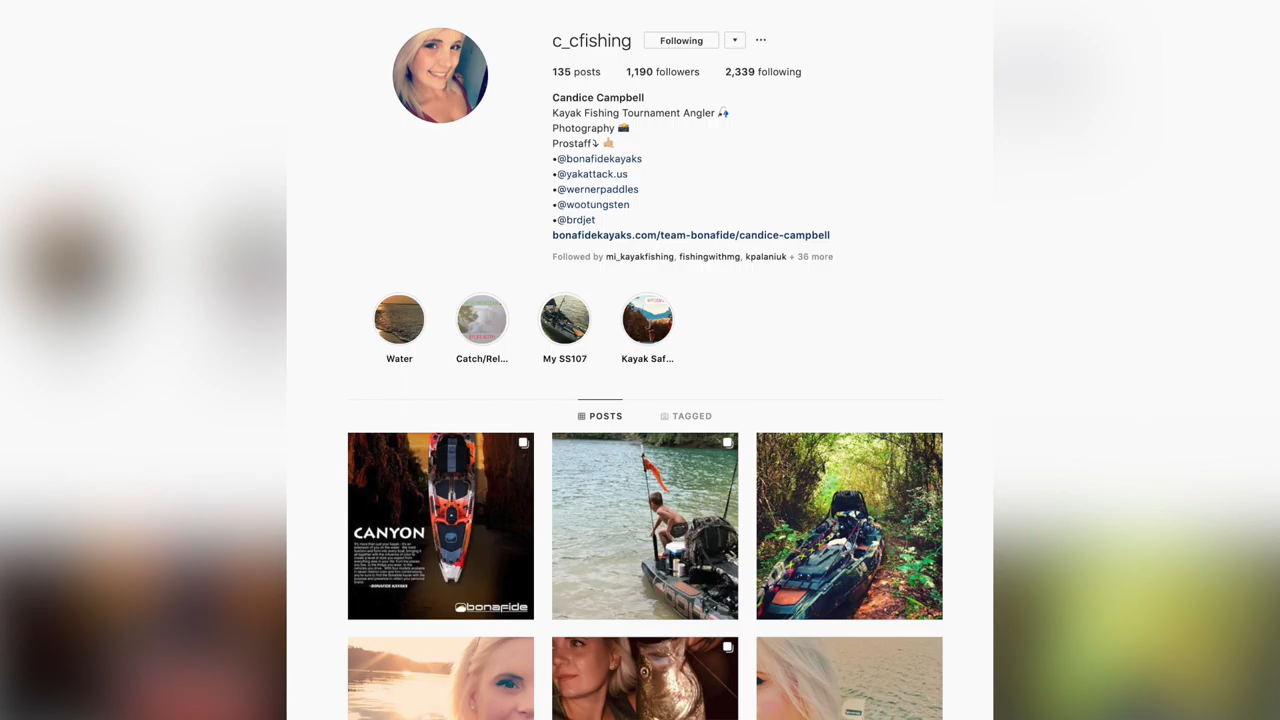 c_cfishing Following
135 posts 1,190 followers 2,339 following
Candice Campbell
Kayak Fishing Tournament Angler 🎣
Photography 📸
Prostaff⤵ 🤙🏼
•@bonafidekayaks
•@yakattack.us
•@wernerpaddles
•@wootungsten
•@brdjet
bonafidekayaks.com/team-bonafide/candice-campbell
Followed by mi_kayakfishing, fishingwithmg, kpalaniuk + 36 more
Water Catch/Rel... My SS107 Kayak Saf...
POSTS TAGGED
CANYON
-BONAFIDE KAYAKS
bonafide